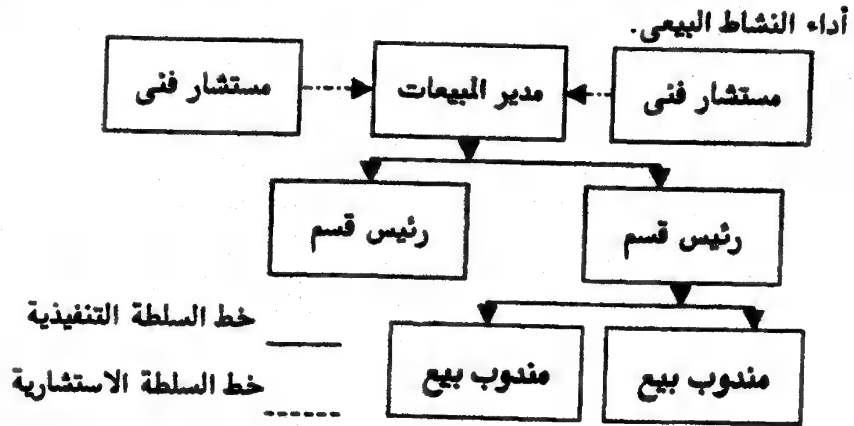 أداء النشاط البيعى.
مستشار فنى
مدير المبيعات
مستشار فنى
رئيس قسم
رئيس قسم
مندوب بيع
مندوب بيع
خط السلطة التنفيذية
خط السلطة الاستشارية